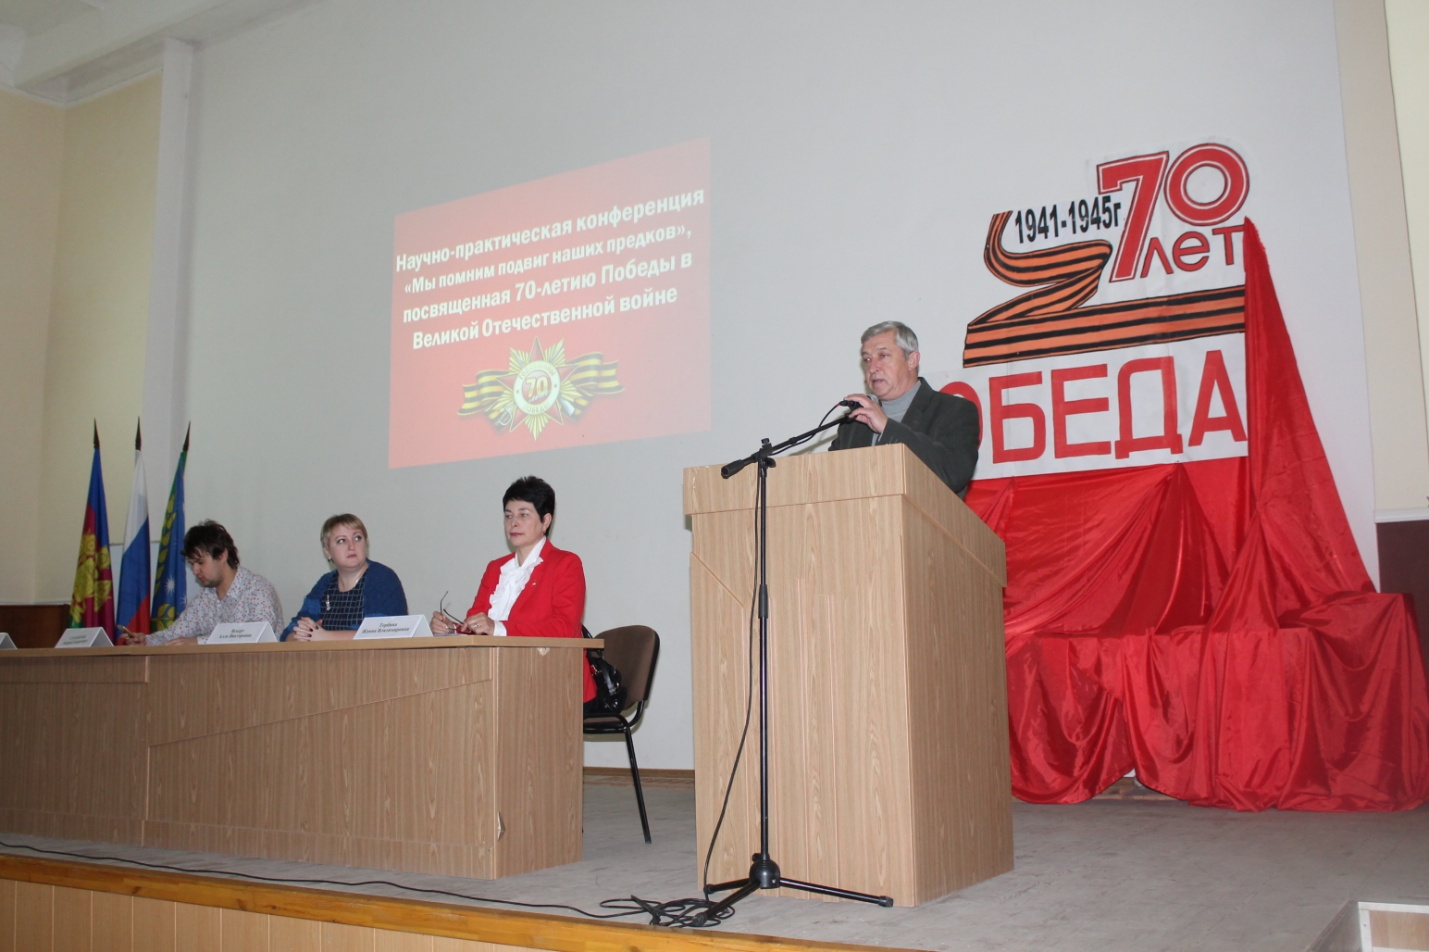 Научно-практическая конференция
«Мы помним подвиг наших предков»,
посвященная 70-летию Победы в
Великой Отечественной войне
70
1941-1945г
70
лет
ОБЕДА